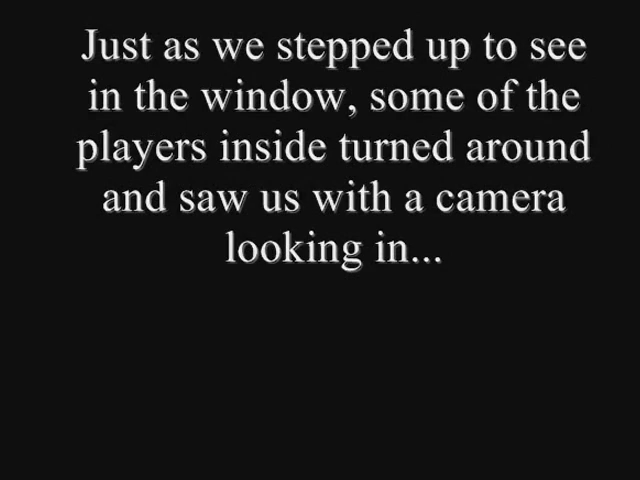 Just as we stepped up to see
in the window, some of the
players inside turned around
and saw us with a camera
looking in...